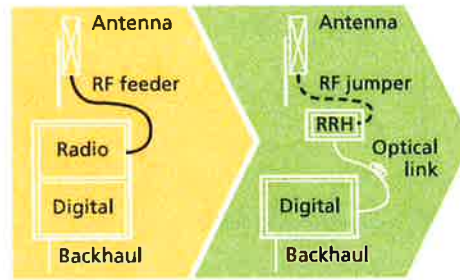 Antenna
RF feeder
Radio
Digital
Backhaul
Antenna
RF jumper
RRH
Optical
link
Digital
Backhaul